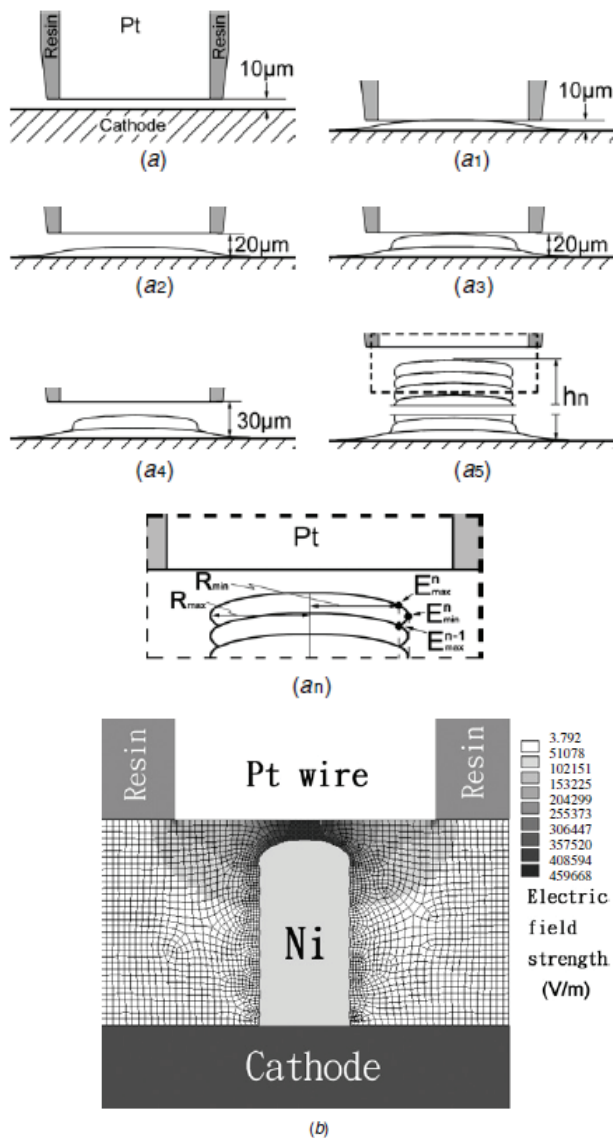 Resin
Pt
Resin
10µm
Cathode
(a)
10µm
(a1)
20µm
(a2)
20µm
(a3)
30µm
(a4)
hn
(a5)
Pt
Rmin
Rmax
Eⁿmax
Eⁿmin
Eⁿ⁻¹max
(an)
Resin
Pt wire
Resin
Ni
Cathode
3.792
51078
102151
153225
204299
255373
306447
357520
408594
459668
Electric
field
strength
(V/m)
(b)